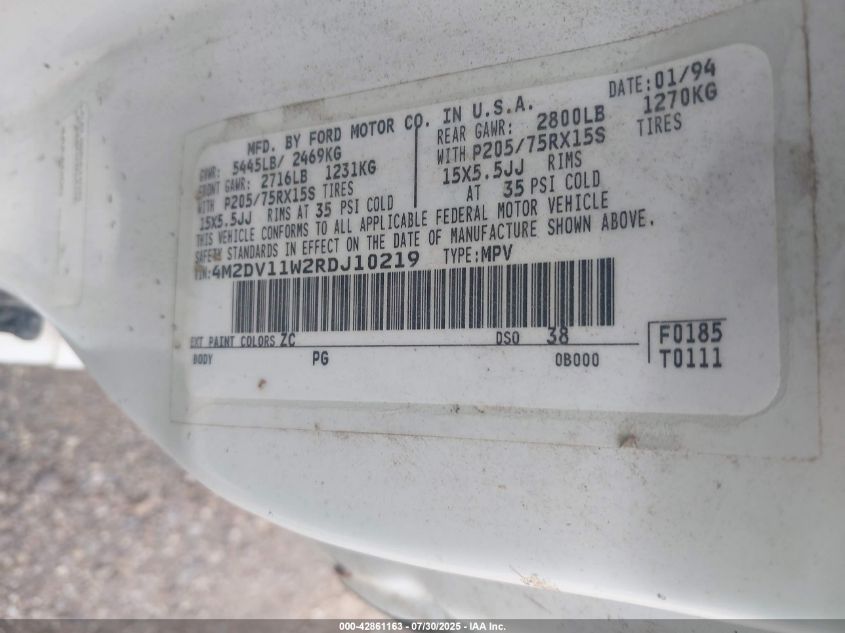 MFD. BY FORD MOTOR CO. IN U.S.A.
DATE: 01/94
GVWR: 5445LB/ 2469KG
FRONT GAWR: 2716LB 1231KG
WITH P205/75RX15S TIRES
15X5.5JJ RIMS AT 35 PSI COLD
REAR GAWR: 2800LB 1270KG
WITH P205/75RX15S TIRES
15X5.5JJ RIMS
AT 35 PSI COLD
THIS VEHICLE CONFORMS TO ALL APPLICABLE FEDERAL MOTOR VEHICLE
SAFETY STANDARDS IN EFFECT ON THE DATE OF MANUFACTURE SHOWN ABOVE.
VIN: 4M2DV11W2RDJ10219 TYPE: MPV
EXT PAINT COLORS ZC DSO 38
BODY PG 0B000
F0185
T0111
000-42861163 - 07/30/2025 - IAA Inc.